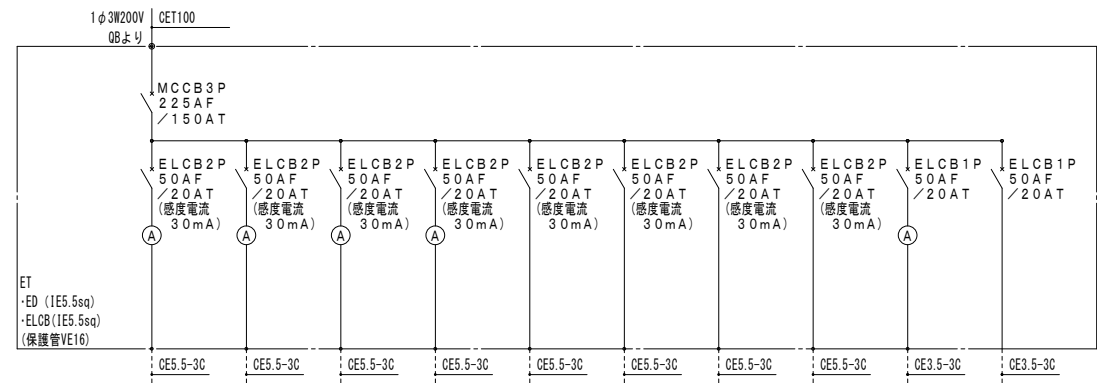 1φ3W200V CET100
QBより
MCCB3P
225AF
/150AT
ELCB2P ELCB2P ELCB2P ELCB2P ELCB2P ELCB2P ELCB2P ELCB2P ELCB1P ELCB1P
50AF 50AF 50AF 50AF 50AF 50AF 50AF 50AF 50AF 50AF
/20AT /20AT /20AT /20AT /20AT /20AT /20AT /20AT /20AT /20AT
(感度電流 (感度電流 (感度電流 (感度電流 (感度電流 (感度電流 (感度電流 (感度電流
30mA) 30mA) 30mA) 30mA) 30mA) 30mA) 30mA) 30mA)
A A A A A
ET
・ED (IE5.5sq)
・ELCB(IE5.5sq)
(保護管VE16)
CE5.5-3C CE5.5-3C CE5.5-3C CE5.5-3C CE5.5-3C CE5.5-3C CE5.5-3C CE5.5-3C CE3.5-3C CE3.5-3C